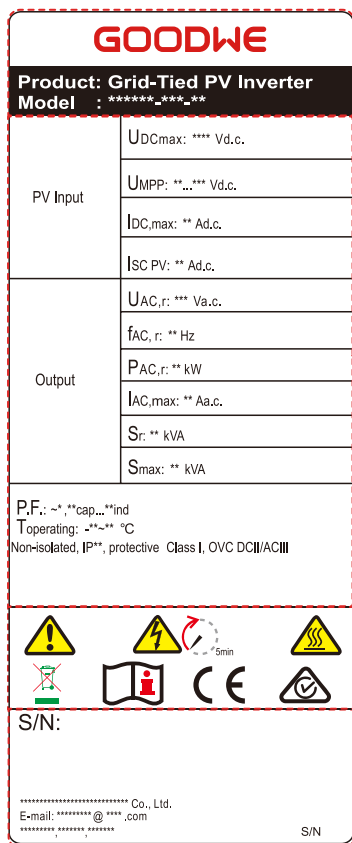 GOODWE
Product: Grid-Tied PV Inverter
Model : ******-***-**
PV Input
UDCmax: **** Vd.c.
UMPP: **...*** Vd.c.
IDC,max: ** Ad.c.
ISC PV: ** Ad.c.
Output
UAC,r: *** Va.c.
fAC, r: ** Hz
PAC,r: ** kW
IAC,max: ** Aa.c.
Sr: ** kVA
Smax: ** kVA
P.F.: ~*,**cap...**ind
Toperating: -**~** °C
Non-isolated, IP**, protective Class I, OVC DCII/ACIII
5min
CE
S/N:
*************************** Co., Ltd.
E-mail: ********* @ **** .com
*********,*******,*******
S/N